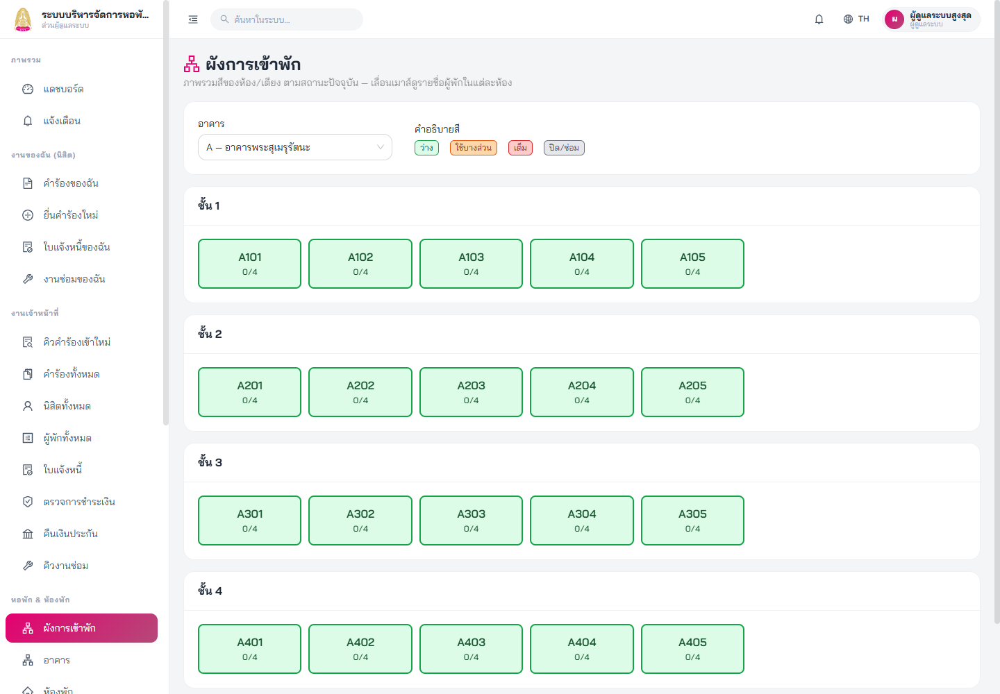 ระบบบริหารจัดการหอพั...
ส่วนผู้ดูแลระบบ
ภาพรวม
แดชบอร์ด
แจ้งเตือน
งานของฉัน (นิสิต)
คำร้องของฉัน
ยื่นคำร้องใหม่
ใบแจ้งหนี้ของฉัน
งานซ่อมของฉัน
งานเจ้าหน้าที่
คิวคำร้องเข้าใหม่
คำร้องทั้งหมด
นิสิตทั้งหมด
ผู้พักทั้งหมด
ใบแจ้งหนี้
ตรวจการชำระเงิน
คืนเงินประกัน
คิวงานซ่อม
หอพัก & ห้องพัก
ผังการเข้าพัก
อาคาร
ห้องพัก
ค้นหาในระบบ...
TH
ผ
ผู้ดูแลระบบสูงสุด
ผู้ดูแลระบบ
ผังการเข้าพัก
ภาพรวมสีของห้อง/เตียง ตามสถานะปัจจุบัน — เลื่อนเมาส์ดูรายชื่อผู้พักในแต่ละห้อง
อาคาร
A — อาคารพระสุเมรุรัตนะ
คำอธิบายสี
ว่าง ใช้บางส่วน เต็ม ปิด/ซ่อม
ชั้น 1
A101 A102 A103 A104 A105
0/4 0/4 0/4 0/4 0/4
ชั้น 2
A201 A202 A203 A204 A205
0/4 0/4 0/4 0/4 0/4
ชั้น 3
A301 A302 A303 A304 A305
0/4 0/4 0/4 0/4 0/4
ชั้น 4
A401 A402 A403 A404 A405
0/4 0/4 0/4 0/4 0/4